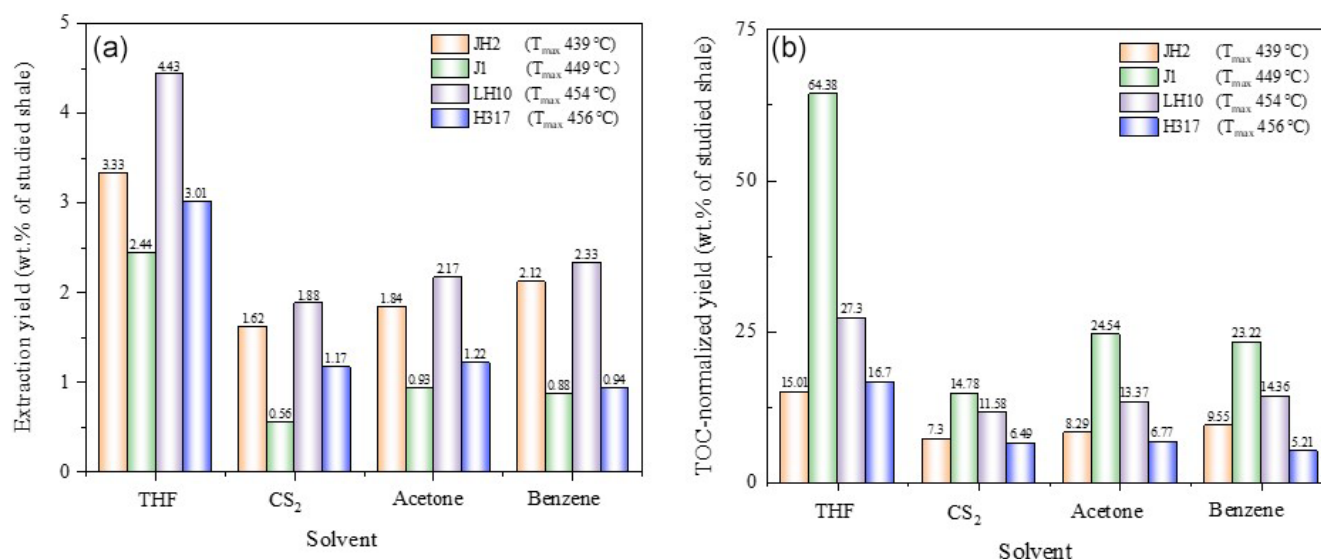 (a)
Extraction yield (wt.% of studied shale)
5
4
3
2
1
0
JH2 (Tmax 439 °C)
J1 (Tmax 449 °C)
LH10 (Tmax 454 °C)
H317 (Tmax 456 °C)
3.33
2.44
4.43
3.01
1.62
0.56
1.88
1.17
1.84
0.93
2.17
1.22
2.12
0.88
2.33
0.94
THF
CS2
Acetone
Benzene
Solvent
(b)
TOC-normalized yield (wt.% of studied shale)
75
50
25
0
JH2 (Tmax 439 °C)
J1 (Tmax 449 °C)
LH10 (Tmax 454 °C)
H317 (Tmax 456 °C)
15.01
64.38
27.3
16.7
7.3
14.78
11.58
6.49
8.29
24.54
13.37
6.77
9.55
23.22
14.36
5.21
THF
CS2
Acetone
Benzene
Solvent